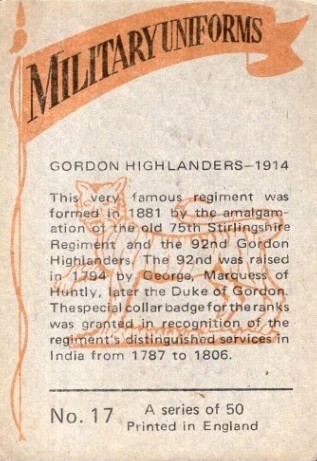 MILITARY UNIFORMS
GORDON HIGHLANDERS—1914
This very famous regiment was
formed in 1881 by the amalgam-
ation of the old 75th Stirlingshire
Regiment and the 92nd Gordon
Highlanders. The 92nd was raised
in 1794 by George, Marquess of
Huntly, later the Duke of Gordon.
The special collar badge for the ranks
was granted in recognition of the
regiment's distinguished services in
India from 1787 to 1806.
No. 17
A series of 50
Printed in England